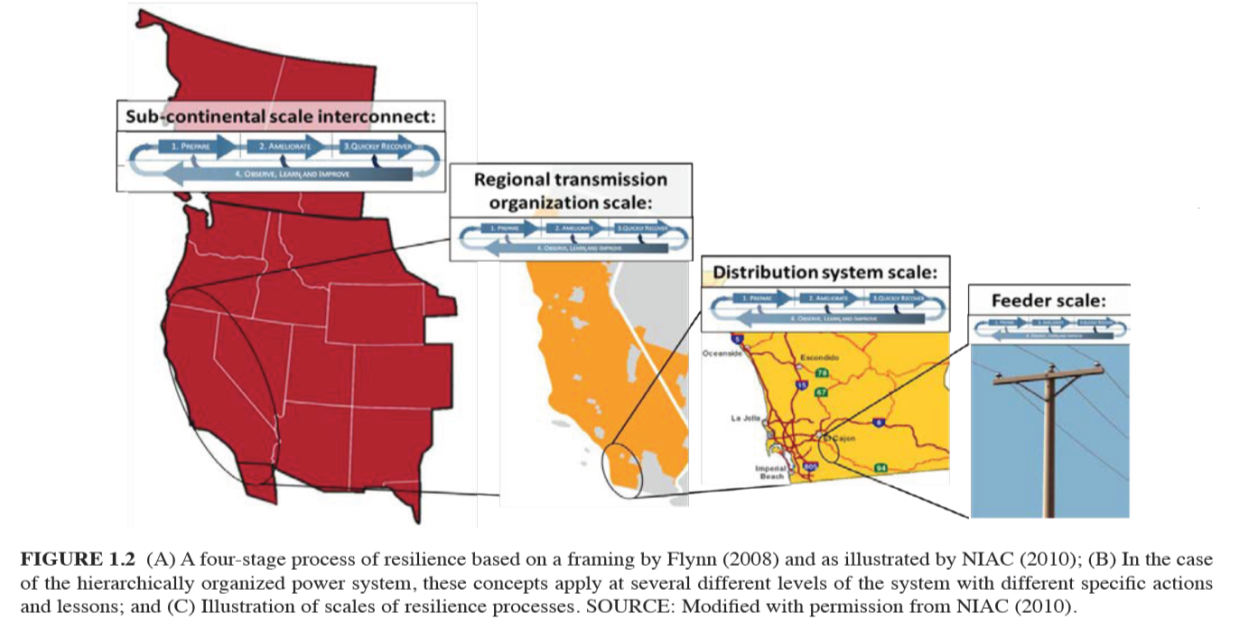 Sub-continental scale interconnect:
1. PREPARE
2. AMELIORATE
3.QUICKLY RECOVER
4. OBSERVE, LEARN, AND IMPROVE
Regional transmission
organization scale:
1. PREPARE
2. AMELIORATE
3.QUICKLY RECOVER
4. OBSERVE, LEARN, AND IMPROVE
Distribution system scale:
1. PREPARE
2. AMELIORATE
3.QUICKLY RECOVER
4. OBSERVE, LEARN, AND IMPROVE
Feeder scale:
5
Oceanside
Escondido
78
15
67
La Jolla
8
El Cajon
Imperial
Beach
805
94
FIGURE 1.2 (A) A four-stage process of resilience based on a framing by Flynn (2008) and as illustrated by NIAC (2010); (B) In the case
of the hierarchically organized power system, these concepts apply at several different levels of the system with different specific actions
and lessons; and (C) Illustration of scales of resilience processes. SOURCE: Modified with permission from NIAC (2010).